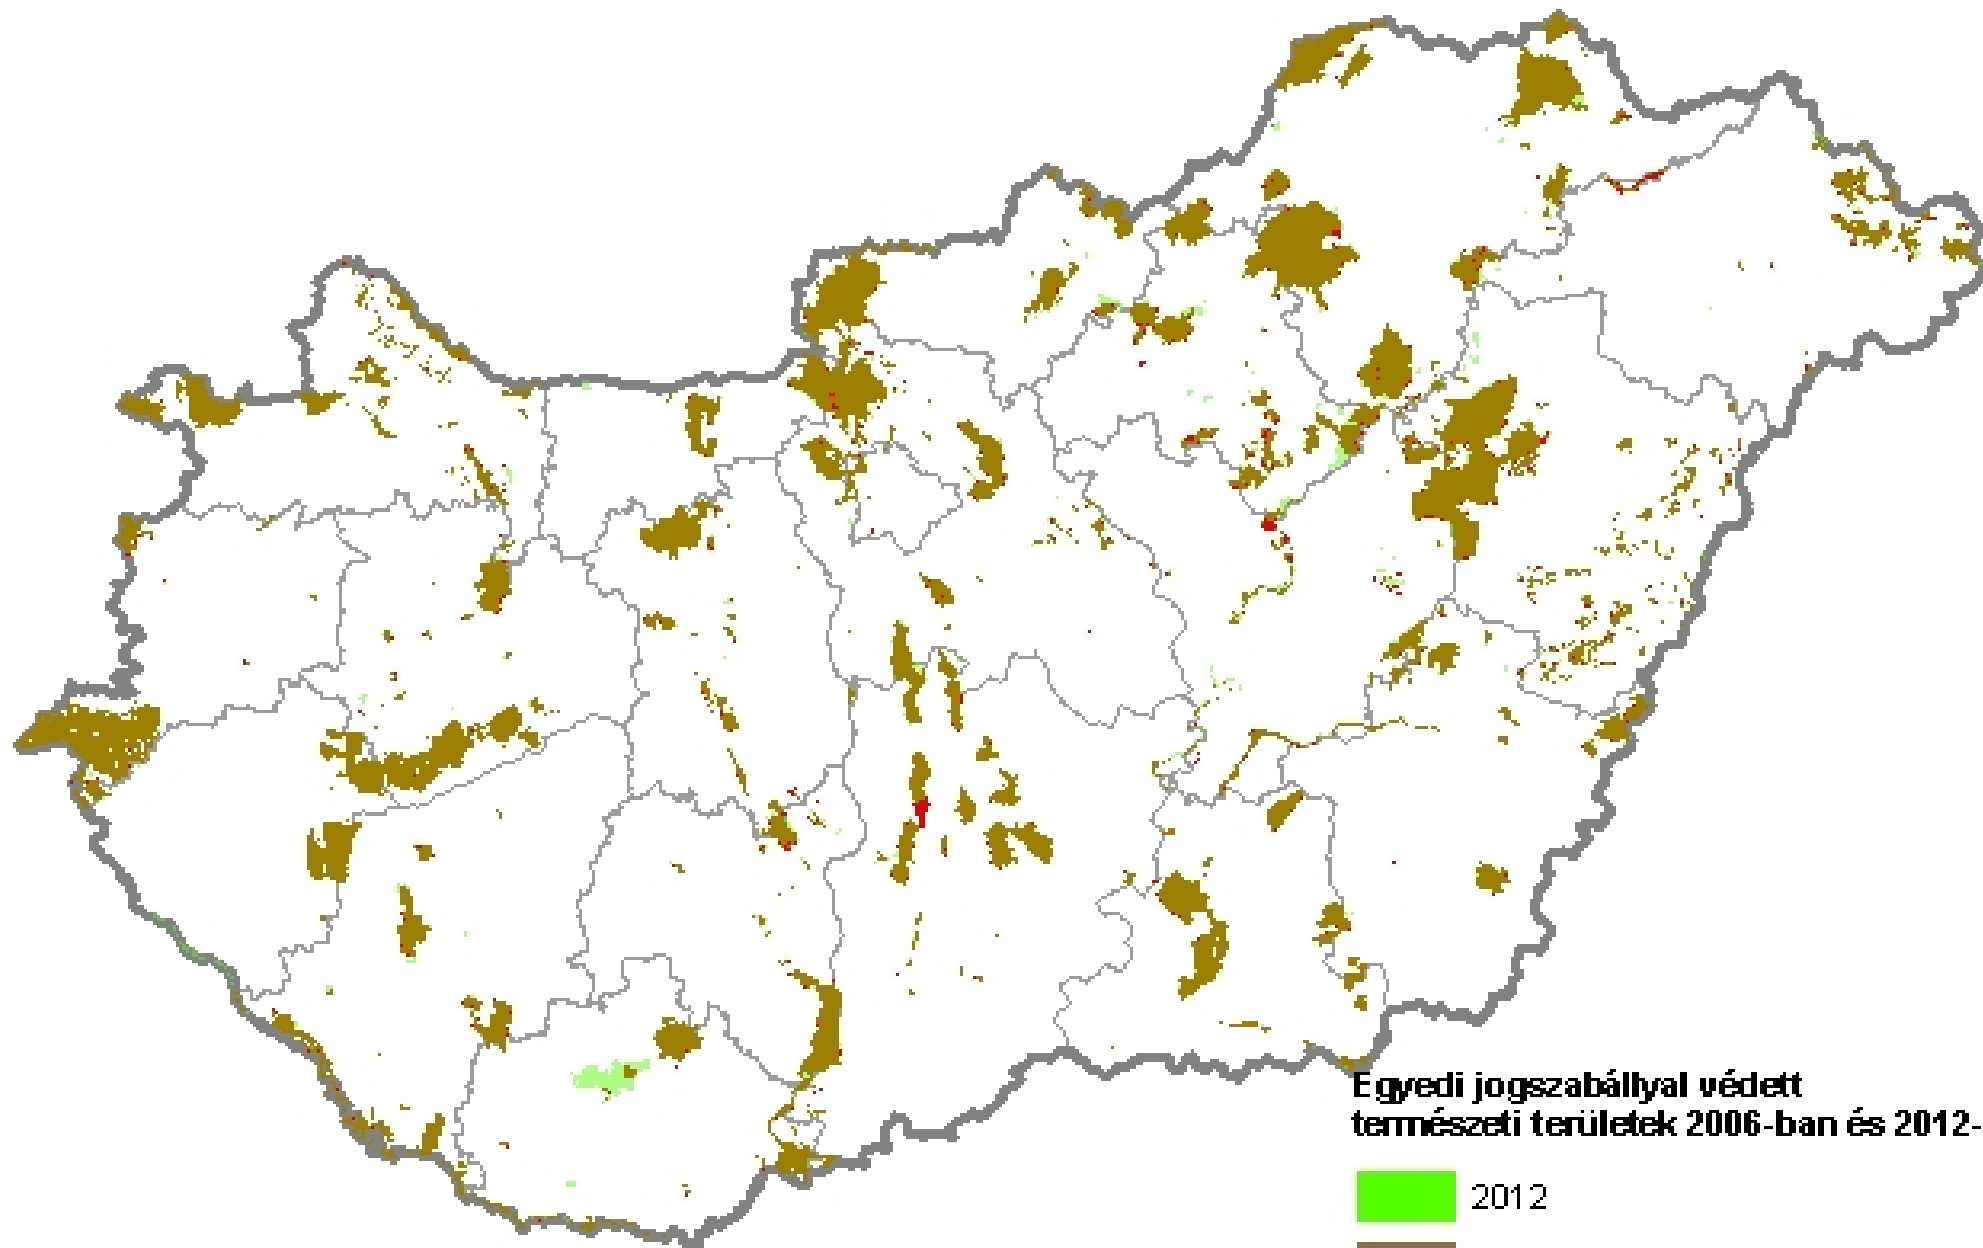 Egyedi jogszabállyal védett
természeti területek 2006-ban és 2012-
2012